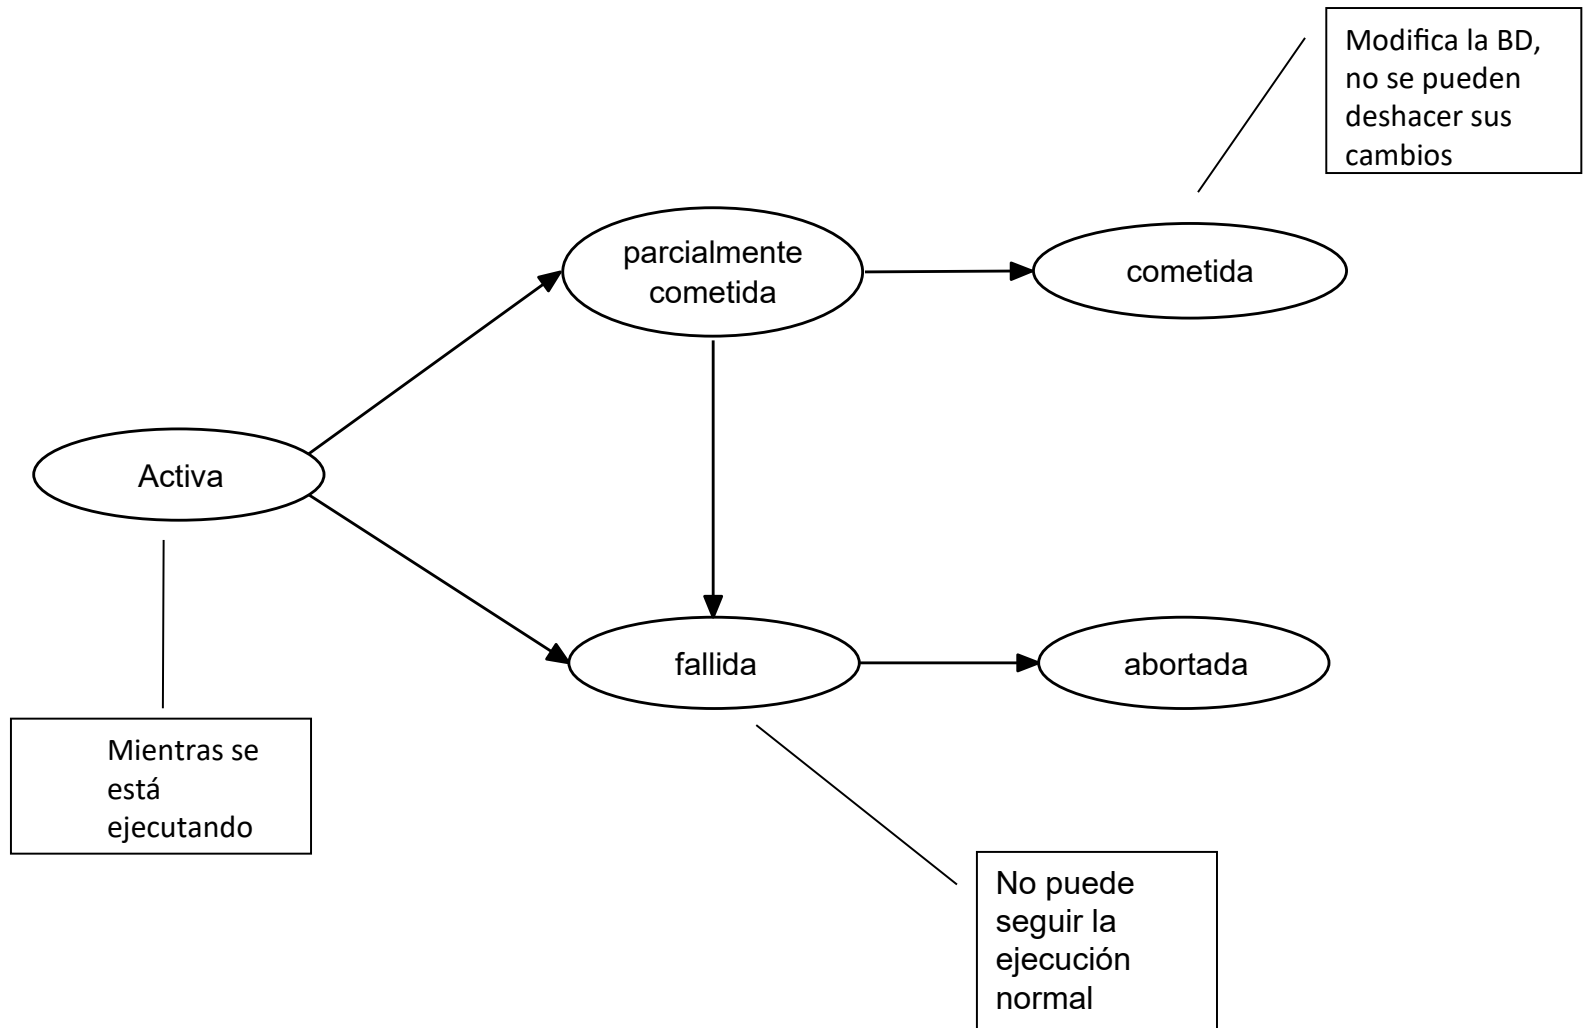 Modifica la BD,
no se pueden
deshacer sus
cambios
parcialmente
cometida
cometida
Activa
fallida
abortada
Mientras se
está
ejecutando
No puede
seguir la
ejecución
normal